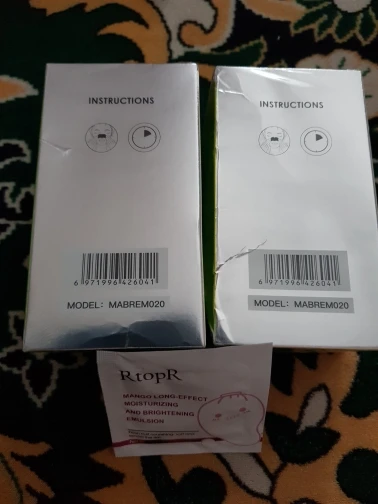 INSTRUCTIONS
6 971996 426041
MODEL: MABREM020
INSTRUCTIONS
6 971996 426041
MODEL: MABREM020
RtopR
MANGO LONG-EFFECT
MOISTURIZING
AND BRIGHTENING
EMULSION